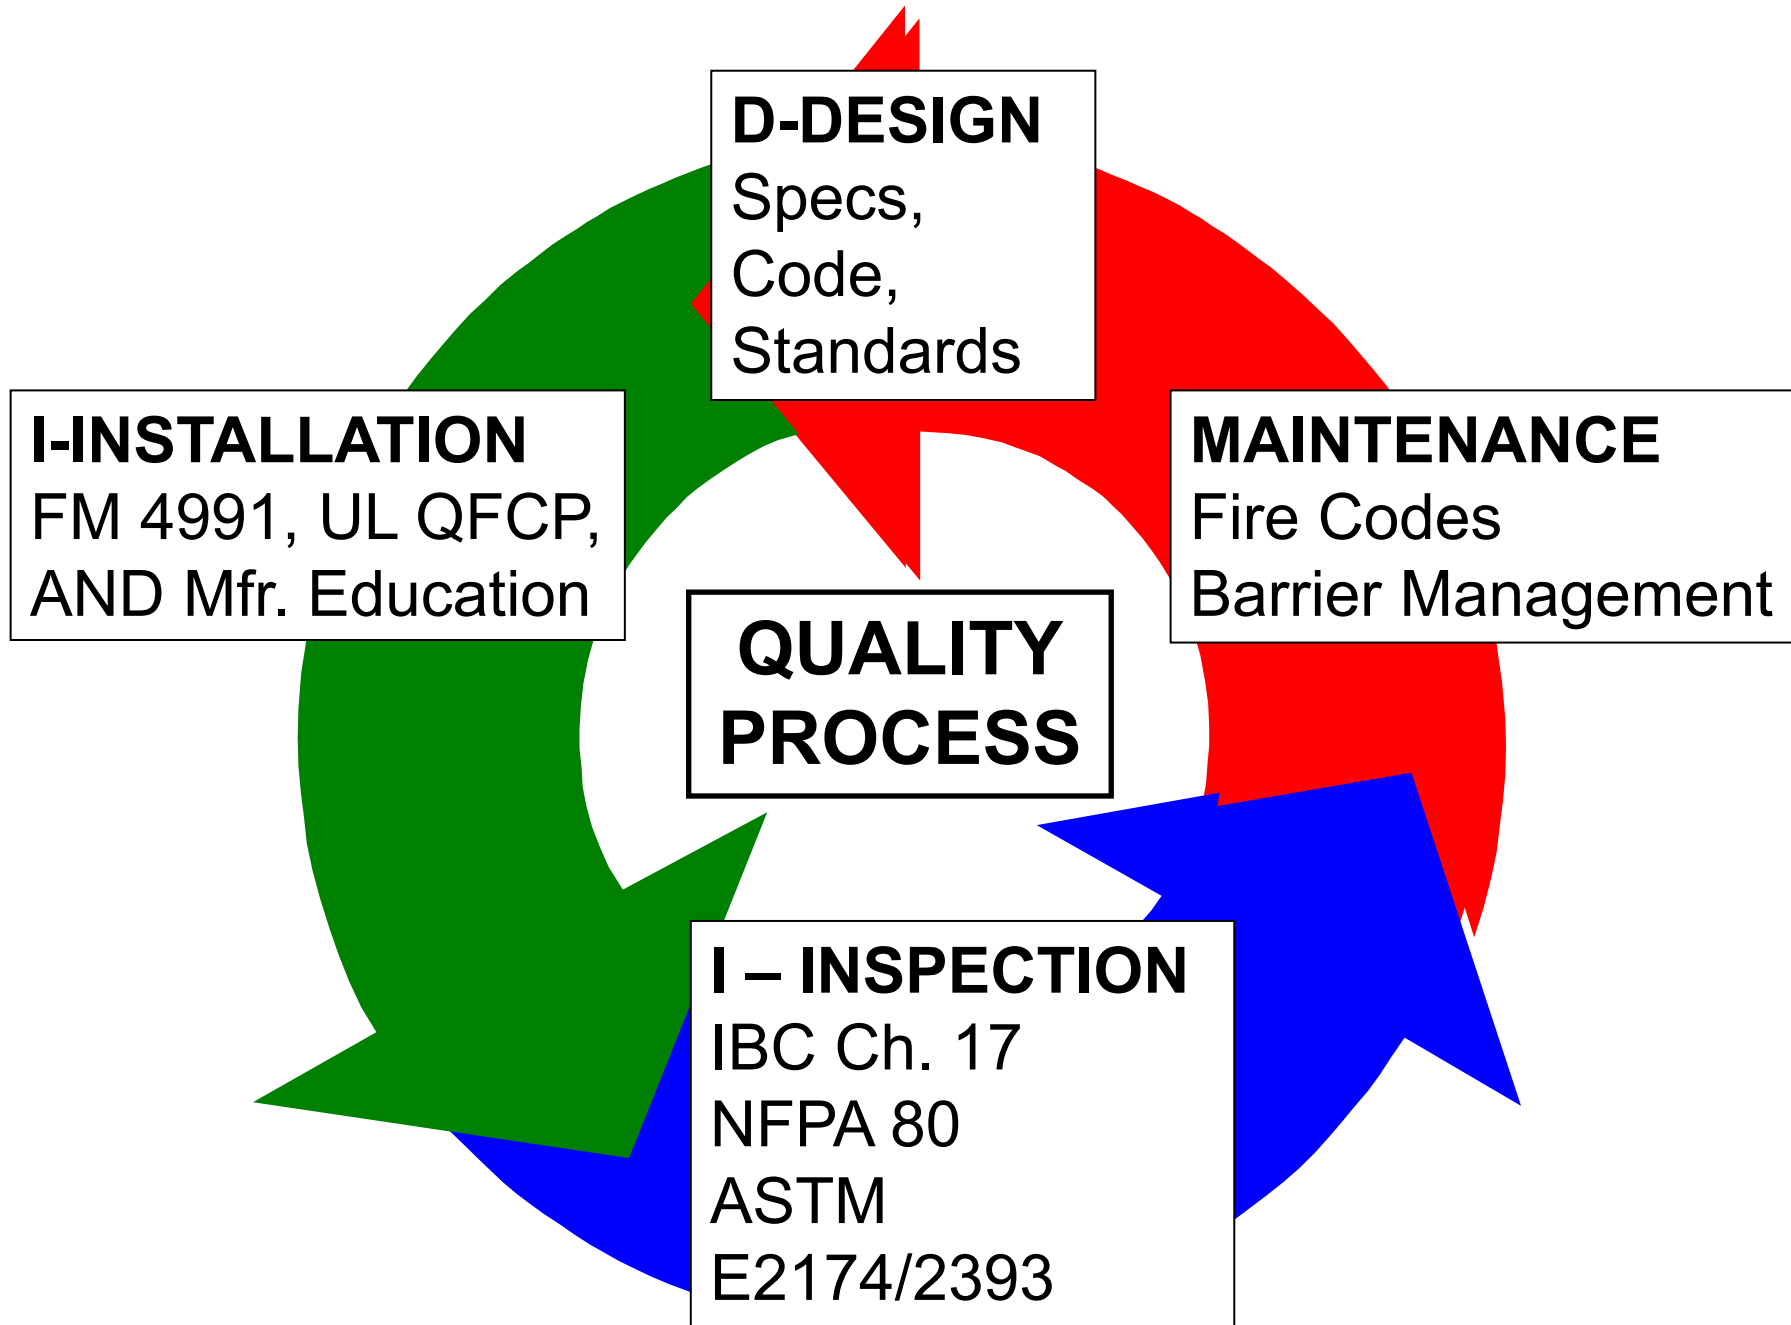 D-DESIGN
Specs,
Code,
Standards
I-INSTALLATION
FM 4991, UL QFCP,
AND Mfr. Education
MAINTENANCE
Fire Codes
Barrier Management
QUALITY
PROCESS
I – INSPECTION
IBC Ch. 17
NFPA 80
ASTM
E2174/2393